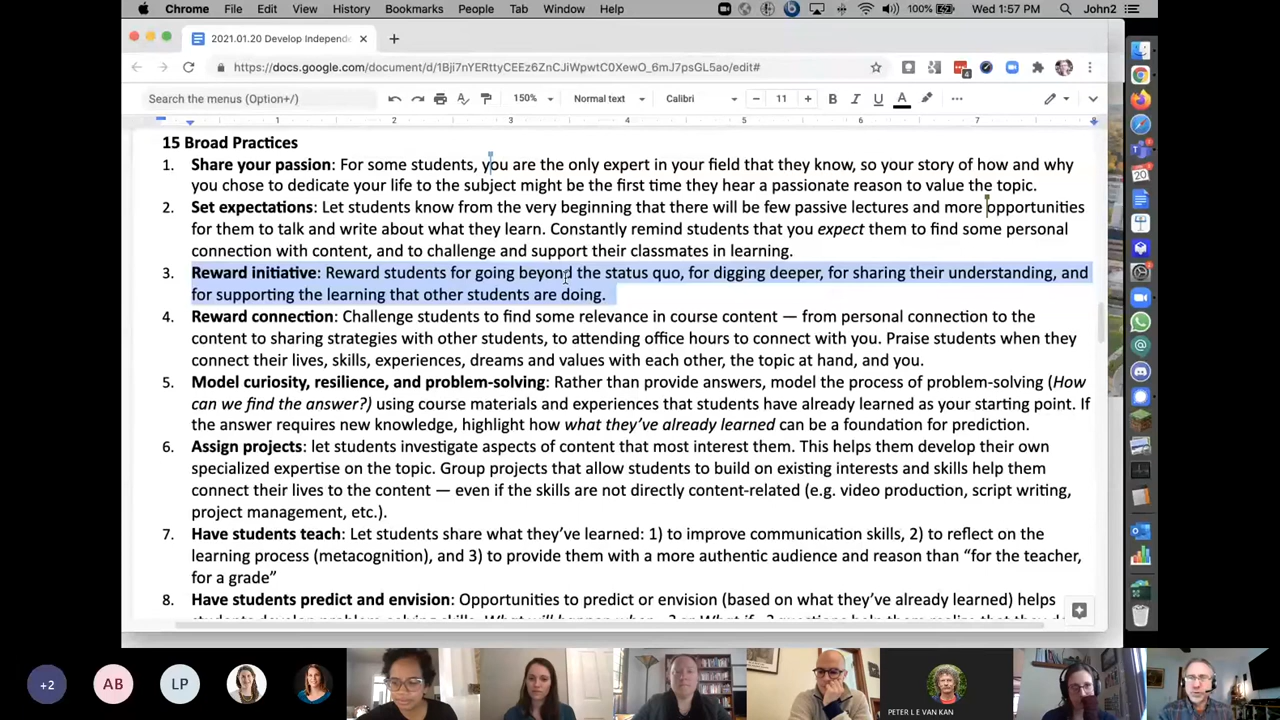 Chrome File Edit View History Bookmarks People Tab Window Help 100% Wed 1:57 PM John2
2021.01.20 Develop Independ
Search the menus (Option+/) 150% Normal text Calibri 11 B I U A
1 2 3 4 5 6 7 8
15 Broad Practices
1. Share your passion: For some students, you are the only expert in your field that they know, so your story of how and why
you chose to dedicate your life to the subject might be the first time they hear a passionate reason to value the topic.
2. Set expectations: Let students know from the very beginning that there will be few passive lectures and more opportunities
for them to talk and write about what they learn. Constantly remind students that you expect them to find some personal
connection with content, and to challenge and support their classmates in learning.
3. Reward initiative: Reward students for going beyond the status quo, for digging deeper, for sharing their understanding, and
for supporting the learning that other students are doing.
4. Reward connection: Challenge students to find some relevance in course content — from personal connection to the
content to sharing strategies with other students, to attending office hours to connect with you. Praise students when they
connect their lives, skills, experiences, dreams and values with each other, the topic at hand, and you.
5. Model curiosity, resilience, and problem-solving: Rather than provide answers, model the process of problem-solving (How
can we find the answer?) using course materials and experiences that students have already learned as your starting point. If
the answer requires new knowledge, highlight how what they’ve already learned can be a foundation for prediction.
6. Assign projects: let students investigate aspects of content that most interest them. This helps them develop their own
specialized expertise on the topic. Group projects that allow students to build on existing interests and skills help them
connect their lives to the content — even if the skills are not directly content-related (e.g. video production, script writing,
project management, etc.).
7. Have students teach: Let students share what they’ve learned: 1) to improve communication skills, 2) to reflect on the
learning process (metacognition), and 3) to provide them with a more authentic audience and reason than “for the teacher,
for a grade”
8. Have students predict and envision: Opportunities to predict or envision (based on what they’ve already learned) helps
+2 AB LP
PETER L E VAN KAN